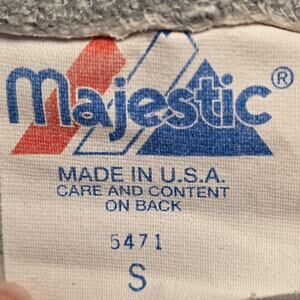 Majestic®
MADE IN U.S.A.
CARE AND CONTENT
ON BACK
5471
S